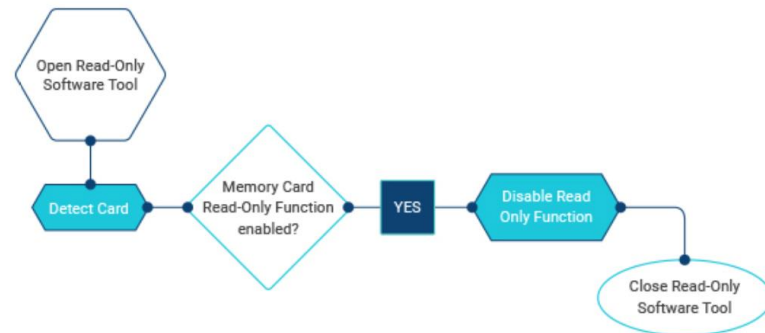 Open Read-Only
Software Tool
Detect Card
Memory Card
Read-Only Function
enabled?
YES
Disable Read
Only Function
Close Read-Only
Software Tool